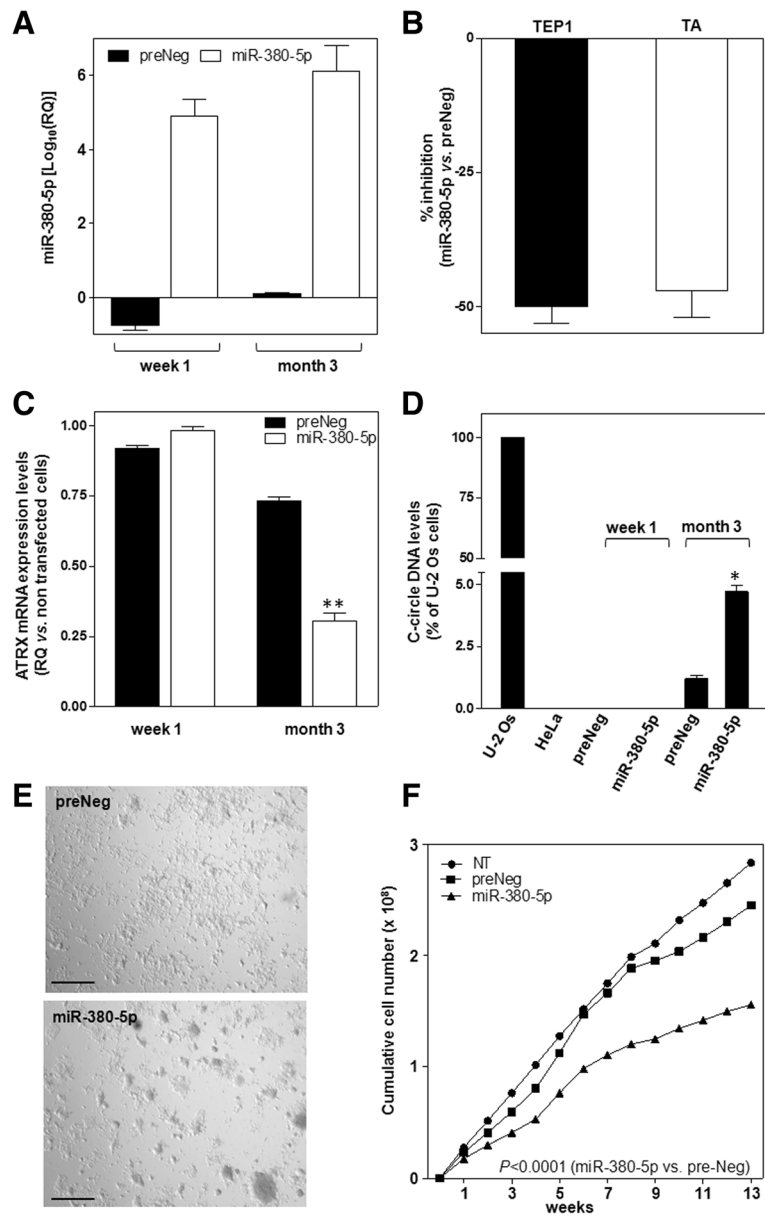 A
miR-380-5p [Log10(RQ)]
preNeg
miR-380-5p
6
4
2
0
week 1
month 3
B
TEP1
TA
% inhibition
(miR-380-5p vs. preNeg)
0
-25
-50
C
ATRX mRNA expression levels
(RQ vs. non transfected cells)
1.00
0.75
0.50
0.25
0.00
preNeg
miR-380-5p
**
week 1
month 3
D
C-circle DNA levels
(% of U-2 Os cells)
100
75
50
5.0
2.5
0.0
week 1
month 3
*
U-2 Os
HeLa
preNeg
miR-380-5p
preNeg
miR-380-5p
E
preNeg
miR-380-5p
F
Cumulative cell number (x 10⁸)
3
2
1
0
NT
preNeg
miR-380-5p
P<0.0001 (miR-380-5p vs. pre-Neg)
1
3
5
7
9
11
13
weeks